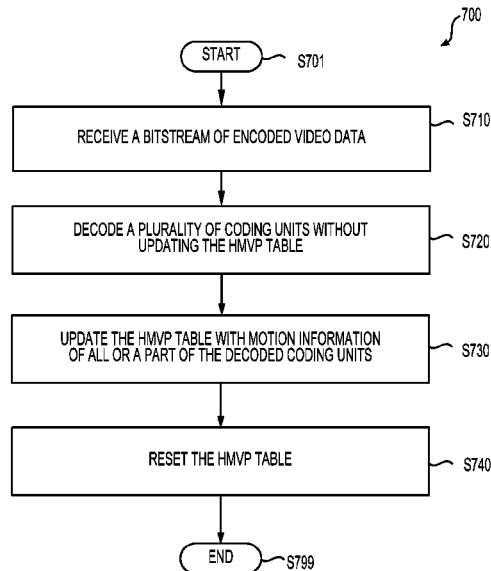 700
START
S701
RECEIVE A BITSTREAM OF ENCODED VIDEO DATA
S710
DECODE A PLURALITY OF CODING UNITS WITHOUT
UPDATING THE HMVP TABLE
S720
UPDATE THE HMVP TABLE WITH MOTION INFORMATION
OF ALL OR A PART OF THE DECODED CODING UNITS
S730
RESET THE HMVP TABLE
S740
END
S799